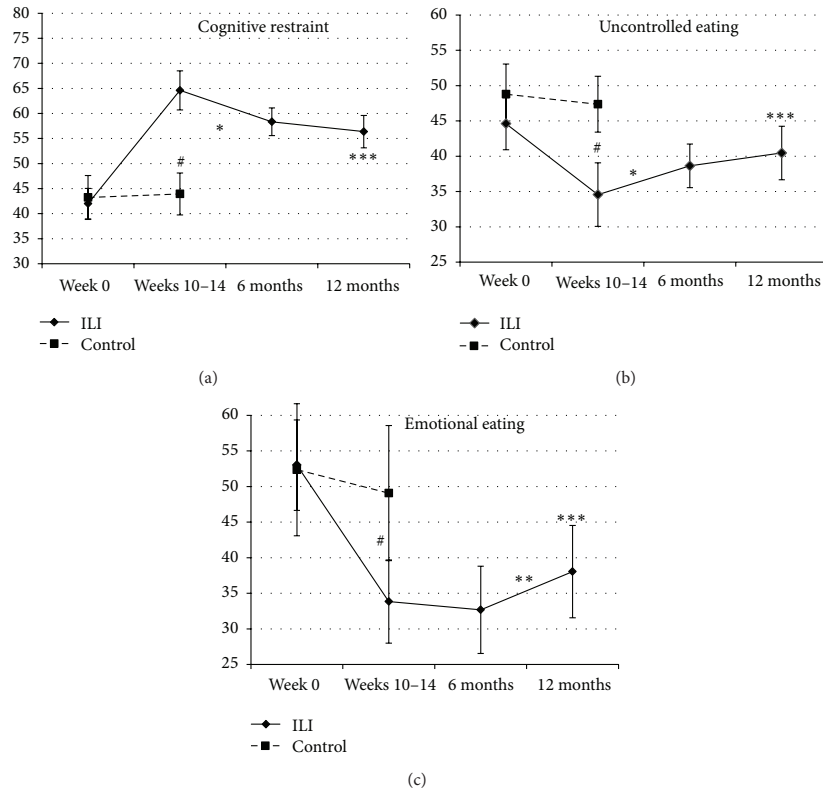 Cognitive restraint
80
75
70
65
60
55
50
45
40
35
30
*
#
***
Week 0 Weeks 10–14 6 months 12 months
ILI
Control
(a)
Uncontrolled eating
60
55
50
45
40
35
30
25
***
#
*
Week 0 Weeks 10–14 6 months 12 months
ILI
Control
(b)
Emotional eating
60
55
50
45
40
35
30
25
***
#
**
Week 0 Weeks 10–14 6 months 12 months
ILI
Control
(c)